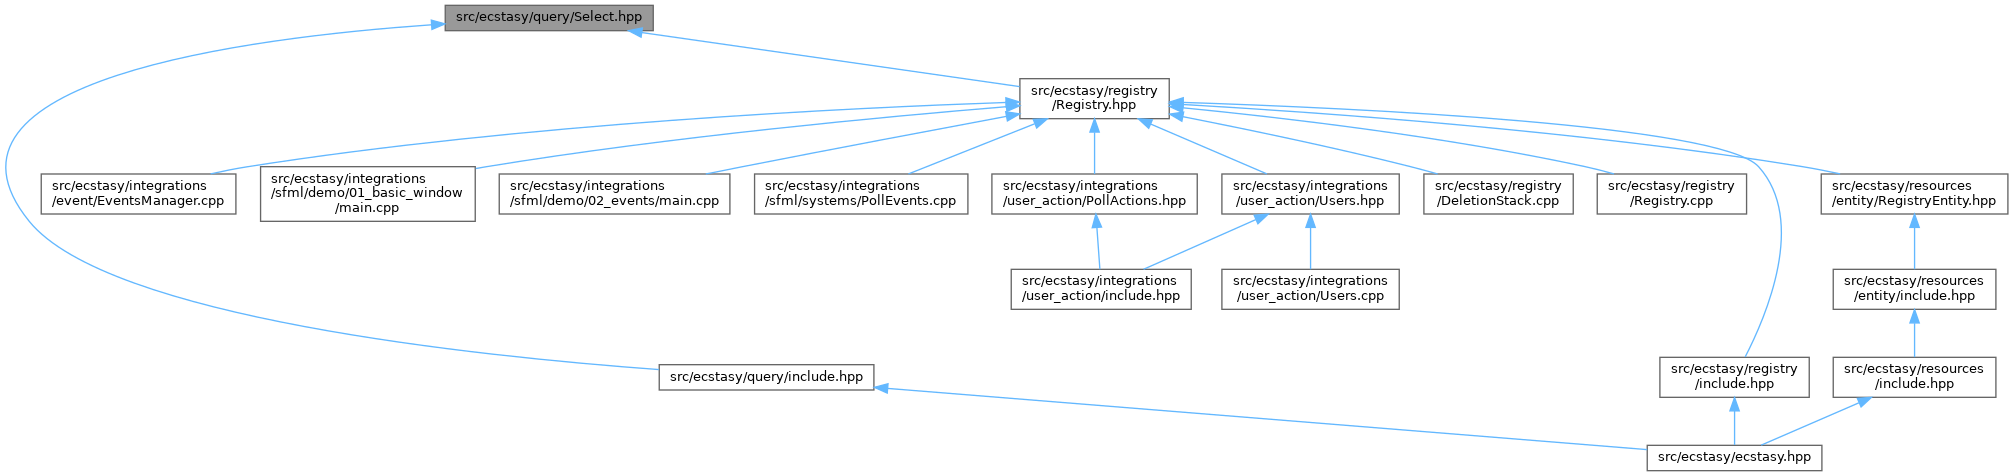 src/ecstasy/query/Select.hpp
src/ecstasy/registry
/Registry.hpp
src/ecstasy/integrations
/event/EventsManager.cpp
src/ecstasy/integrations
/sfml/demo/01_basic_window
/main.cpp
src/ecstasy/integrations
/sfml/demo/02_events/main.cpp
src/ecstasy/integrations
/sfml/systems/PollEvents.cpp
src/ecstasy/integrations
/user_action/PollActions.hpp
src/ecstasy/integrations
/user_action/Users.hpp
src/ecstasy/registry
/DeletionStack.cpp
src/ecstasy/registry
/Registry.cpp
src/ecstasy/resources
/entity/RegistryEntity.hpp
src/ecstasy/integrations
/user_action/include.hpp
src/ecstasy/integrations
/user_action/Users.cpp
src/ecstasy/resources
/entity/include.hpp
src/ecstasy/query/include.hpp
src/ecstasy/registry
/include.hpp
src/ecstasy/resources
/include.hpp
src/ecstasy/ecstasy.hpp